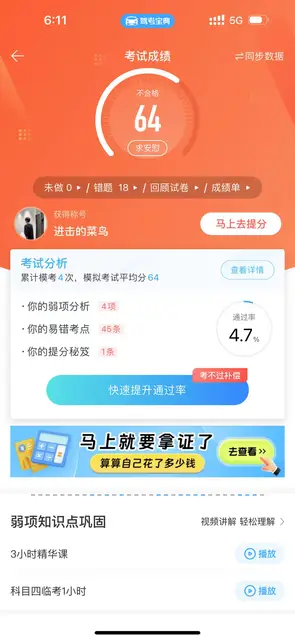 6:11
驾考宝典
5G
考试成绩
同步数据
不合格
64
求安慰
未做 0 / 错题 18 / 回顾试卷 / 成绩单
获得称号
进击的菜鸟
马上去提分
考试分析
累计模考4次，模拟考试平均分64
查看详情
· 你的弱项分析 4项
· 你的易错考点 45条
· 你的提分秘笈 1条
通过率
4.7%
考不过补偿
快速提升通过率
马上就要拿证了
算算自己花了多少钱
去查看>>
弱项知识点巩固
视频讲解 轻松理解
3小时精华课
播放
科目四临考1小时
播放